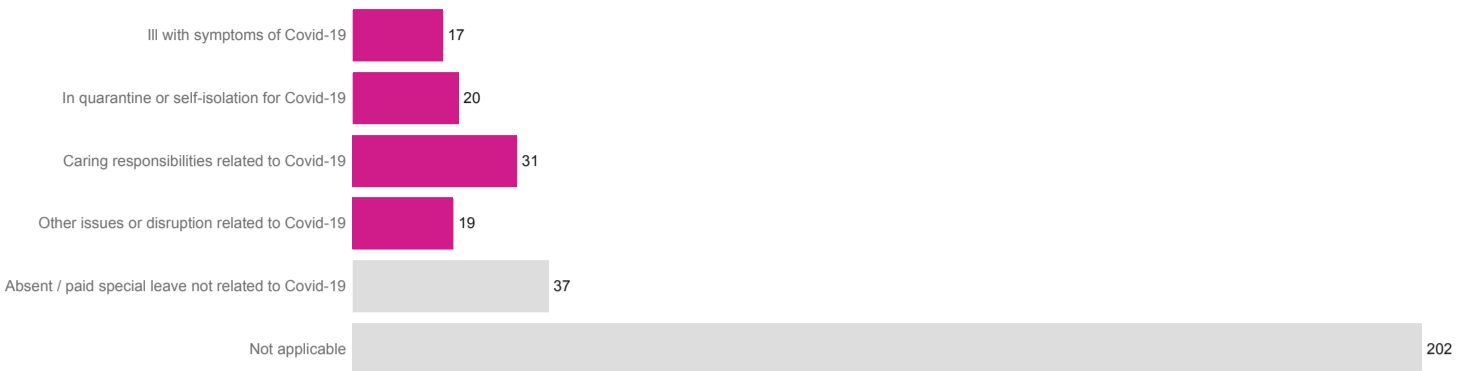 Ill with symptoms of Covid-19 17
In quarantine or self-isolation for Covid-19 20
Caring responsibilities related to Covid-19 31
Other issues or disruption related to Covid-19 19
Absent / paid special leave not related to Covid-19 37
Not applicable 202